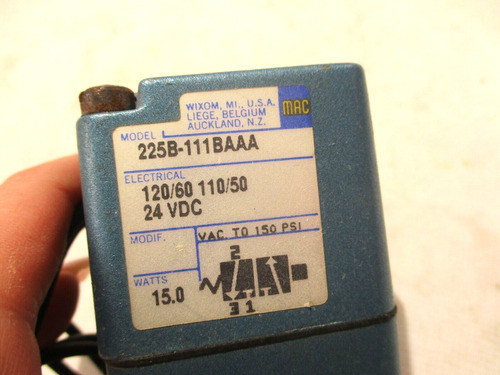 WIXOM, MI., U.S.A.
LIEGE, BELGIUM
AUCKLAND, N.Z.
MAC
MODEL
225B-111BAAA
ELECTRICAL
120/60 110/50
24 VDC
MODIF.
VAC. TO 150 PSI
2
WATTS
15.0
3 1